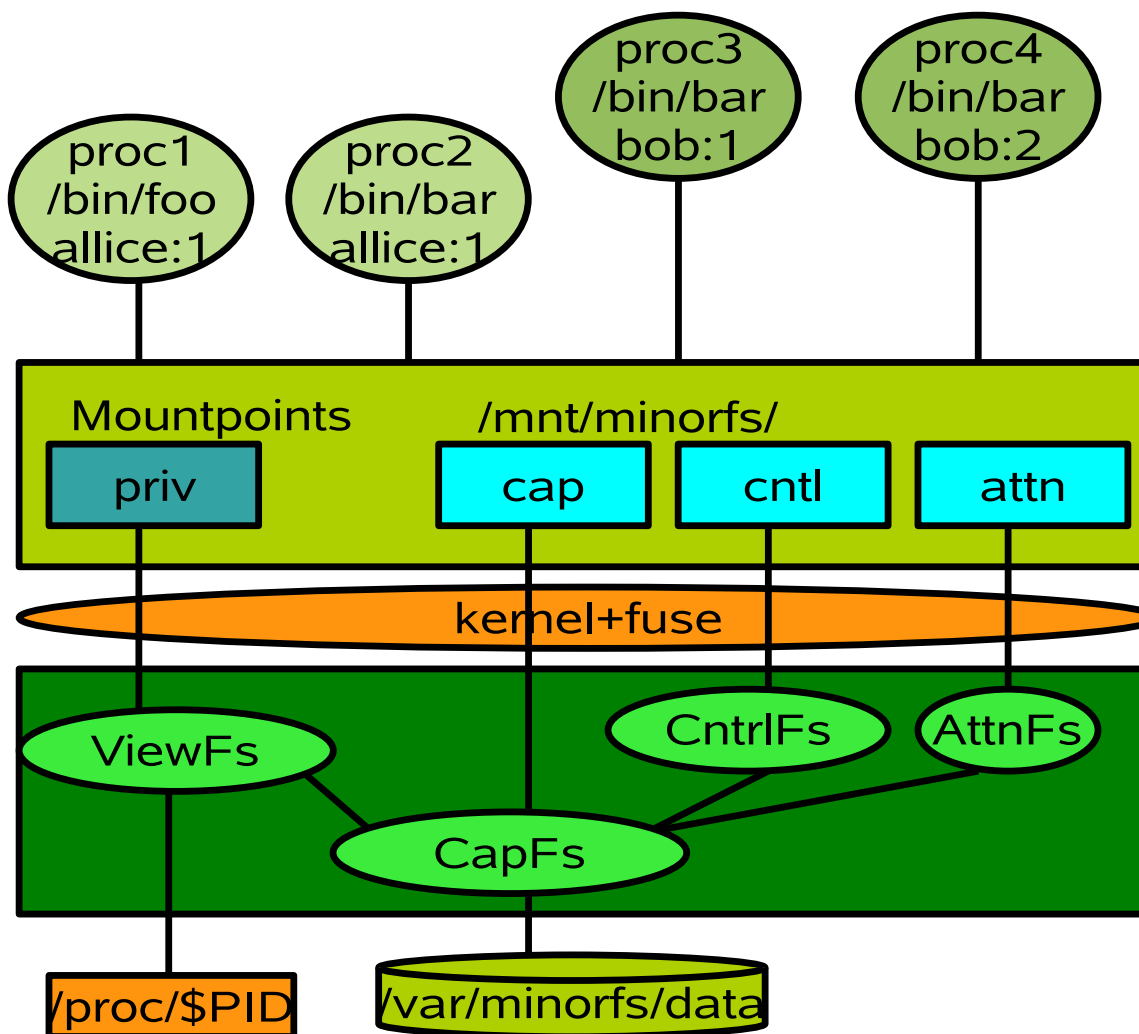 proc1
/bin/foo
allice:1
proc2
/bin/bar
allice:1
proc3
/bin/bar
bob:1
proc4
/bin/bar
bob:2
Mountpoints
/mnt/minorfs/
priv
cap
cntl
attn
kernel+fuse
ViewFs
CntrlFs
AttnFs
CapFs
/proc/$PID
/var/minorfs/data